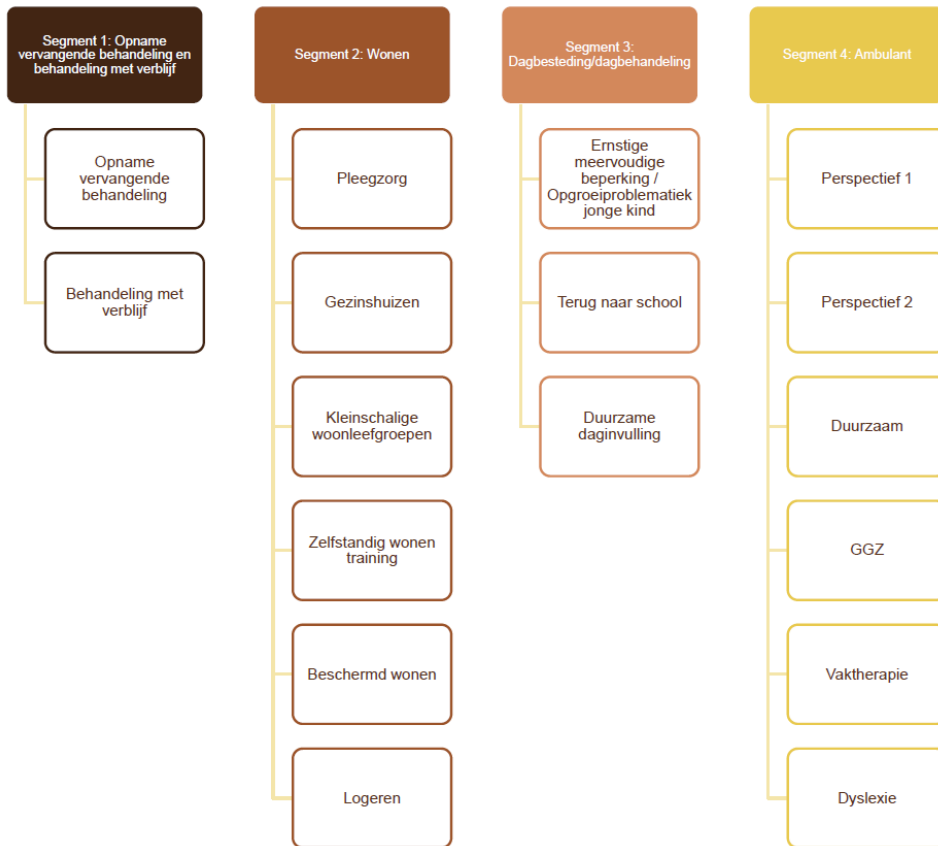 Segment 1: Opname
vervangende behandeling en
behandeling met verblijf
Opname
vervangende
behandeling
Behandeling met
verblijf
Segment 2: Wonen
Pleegzorg
Gezinshuizen
Kleinschalige
woonleefgroepen
Zelfstandig wonen
training
Beschermd wonen
Logeren
Segment 3:
Dagbesteding/dagbehandeling
Ernstige
meervoudige
beperking /
Opgroeiproblematiek
jonge kind
Terug naar school
Duurzame
daginvulling
Segment 4: Ambulant
Perspectief 1
Perspectief 2
Duurzaam
GGZ
Vaktherapie
Dyslexie